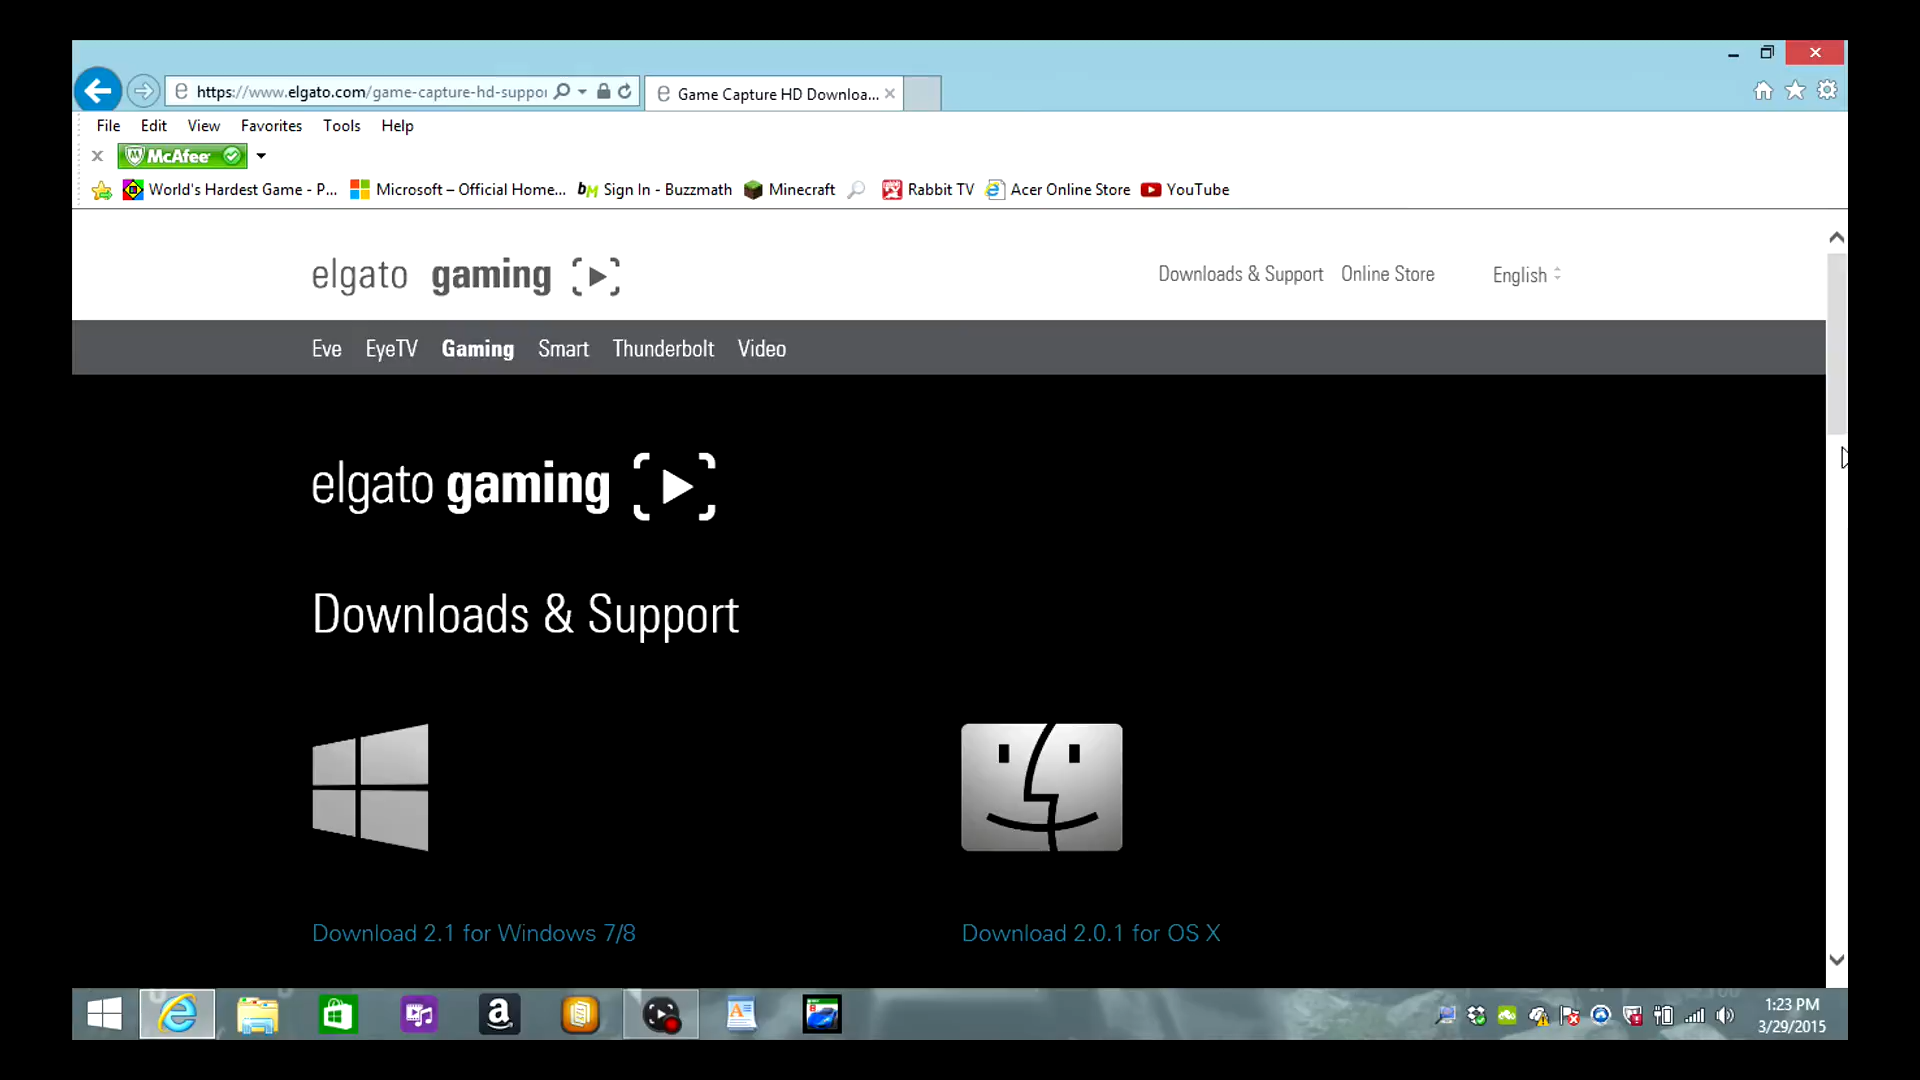 https://www.elgato.com/game-capture-hd-suppor
Game Capture HD Downloa...
File Edit View Favorites Tools Help
McAfee
World's Hardest Game - P... Microsoft – Official Home... bM Sign In - Buzzmath Minecraft Rabbit TV Acer Online Store YouTube
elgato gaming
Downloads & Support Online Store English
Eve EyeTV Gaming Smart Thunderbolt Video
elgato gaming
Downloads & Support
Download 2.1 for Windows 7/8 Download 2.0.1 for OS X
1:23 PM
3/29/2015